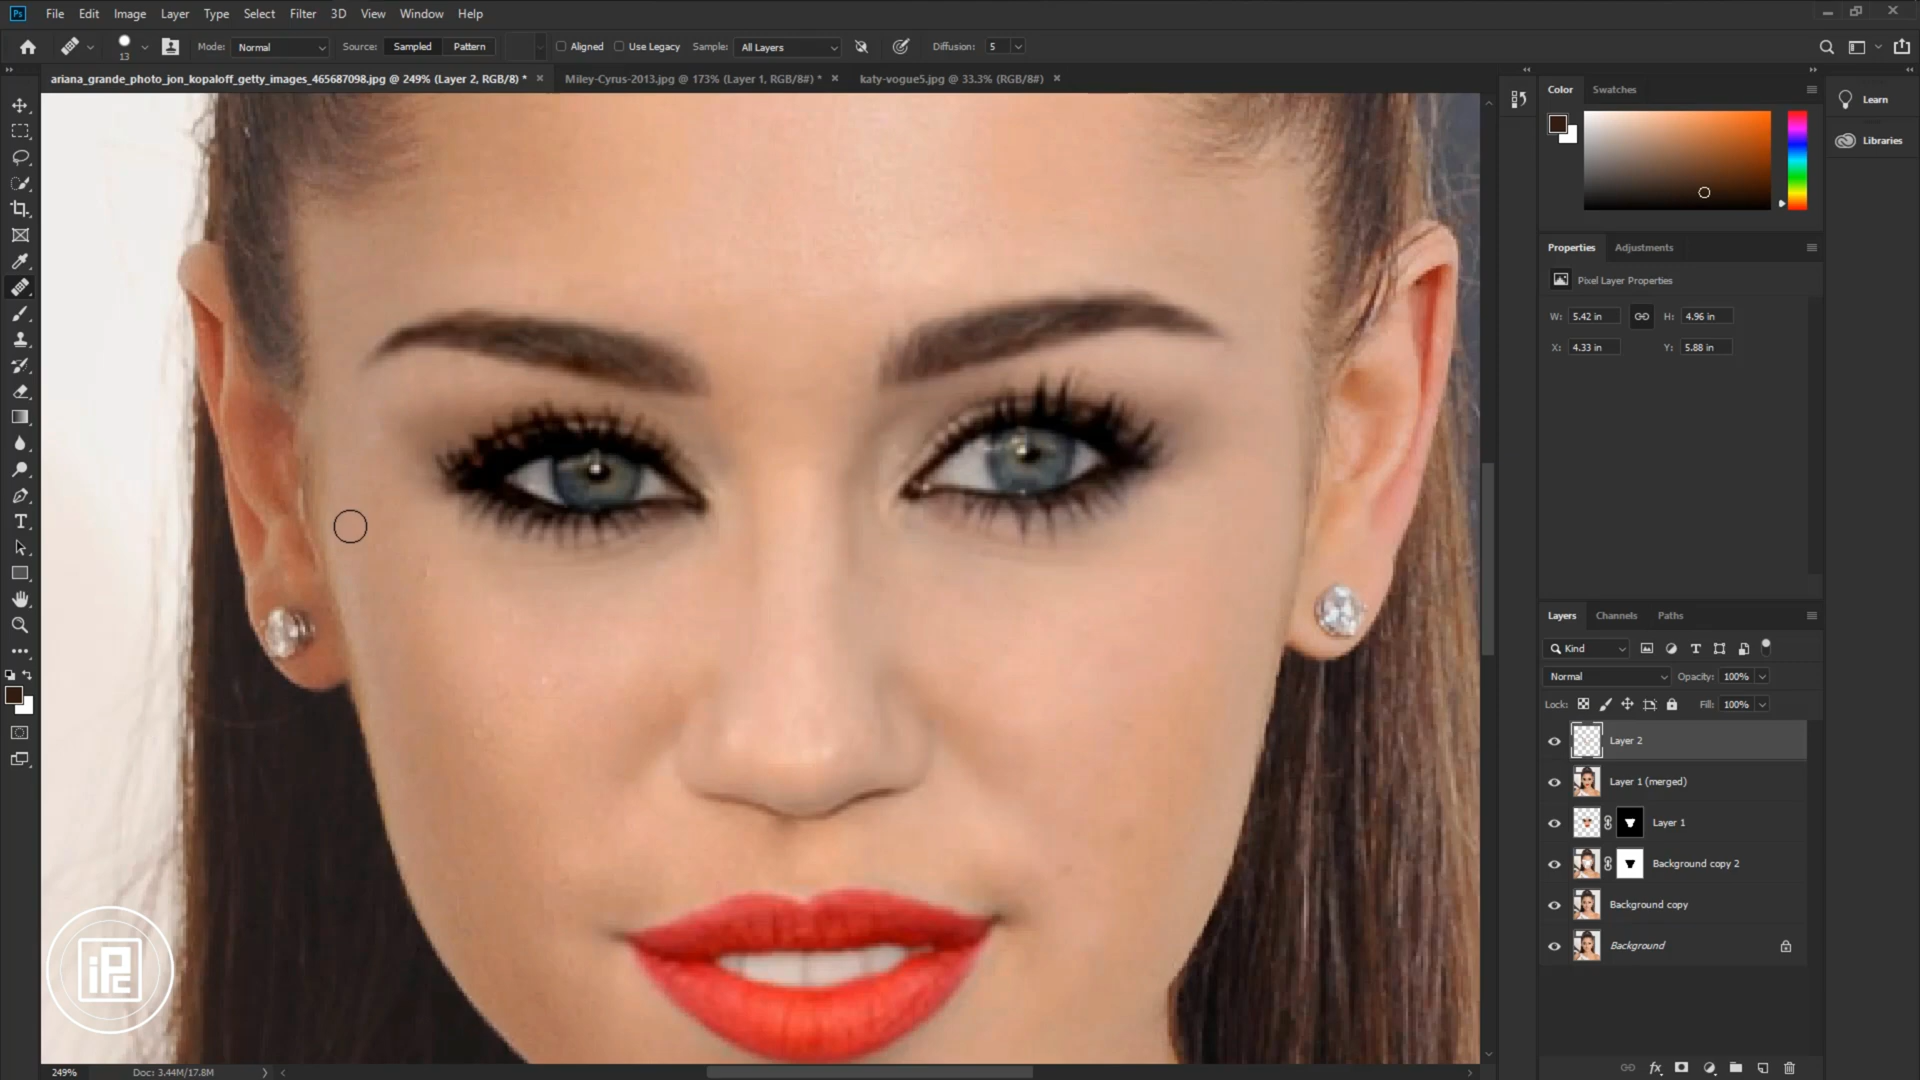 Ps File Edit Image Layer Type Select Filter 3D View Window Help
13 Mode: Normal Source: Sampled Pattern Aligned Use Legacy Sample: All Layers Diffusion: 5
ariana_grande_photo_jon_kopaloff_getty_images_465687098.jpg @ 249% (Layer 2, RGB/8) * Miley-Cyrus-2013.jpg @ 173% (Layer 1, RGB/8#) * katy-vogue5.jpg @ 33.3% (RGB/8#)
Color Swatches
Learn
Libraries
Properties Adjustments
Pixel Layer Properties
W: 5.42 in H: 4.96 in
X: 4.33 in Y: 5.88 in
Layers Channels Paths
Kind
Normal Opacity: 100%
Lock: Fill: 100%
Layer 2
Layer 1 (merged)
Layer 1
Background copy 2
Background copy
Background
iPC
249% Doc: 3.44M/17.8M